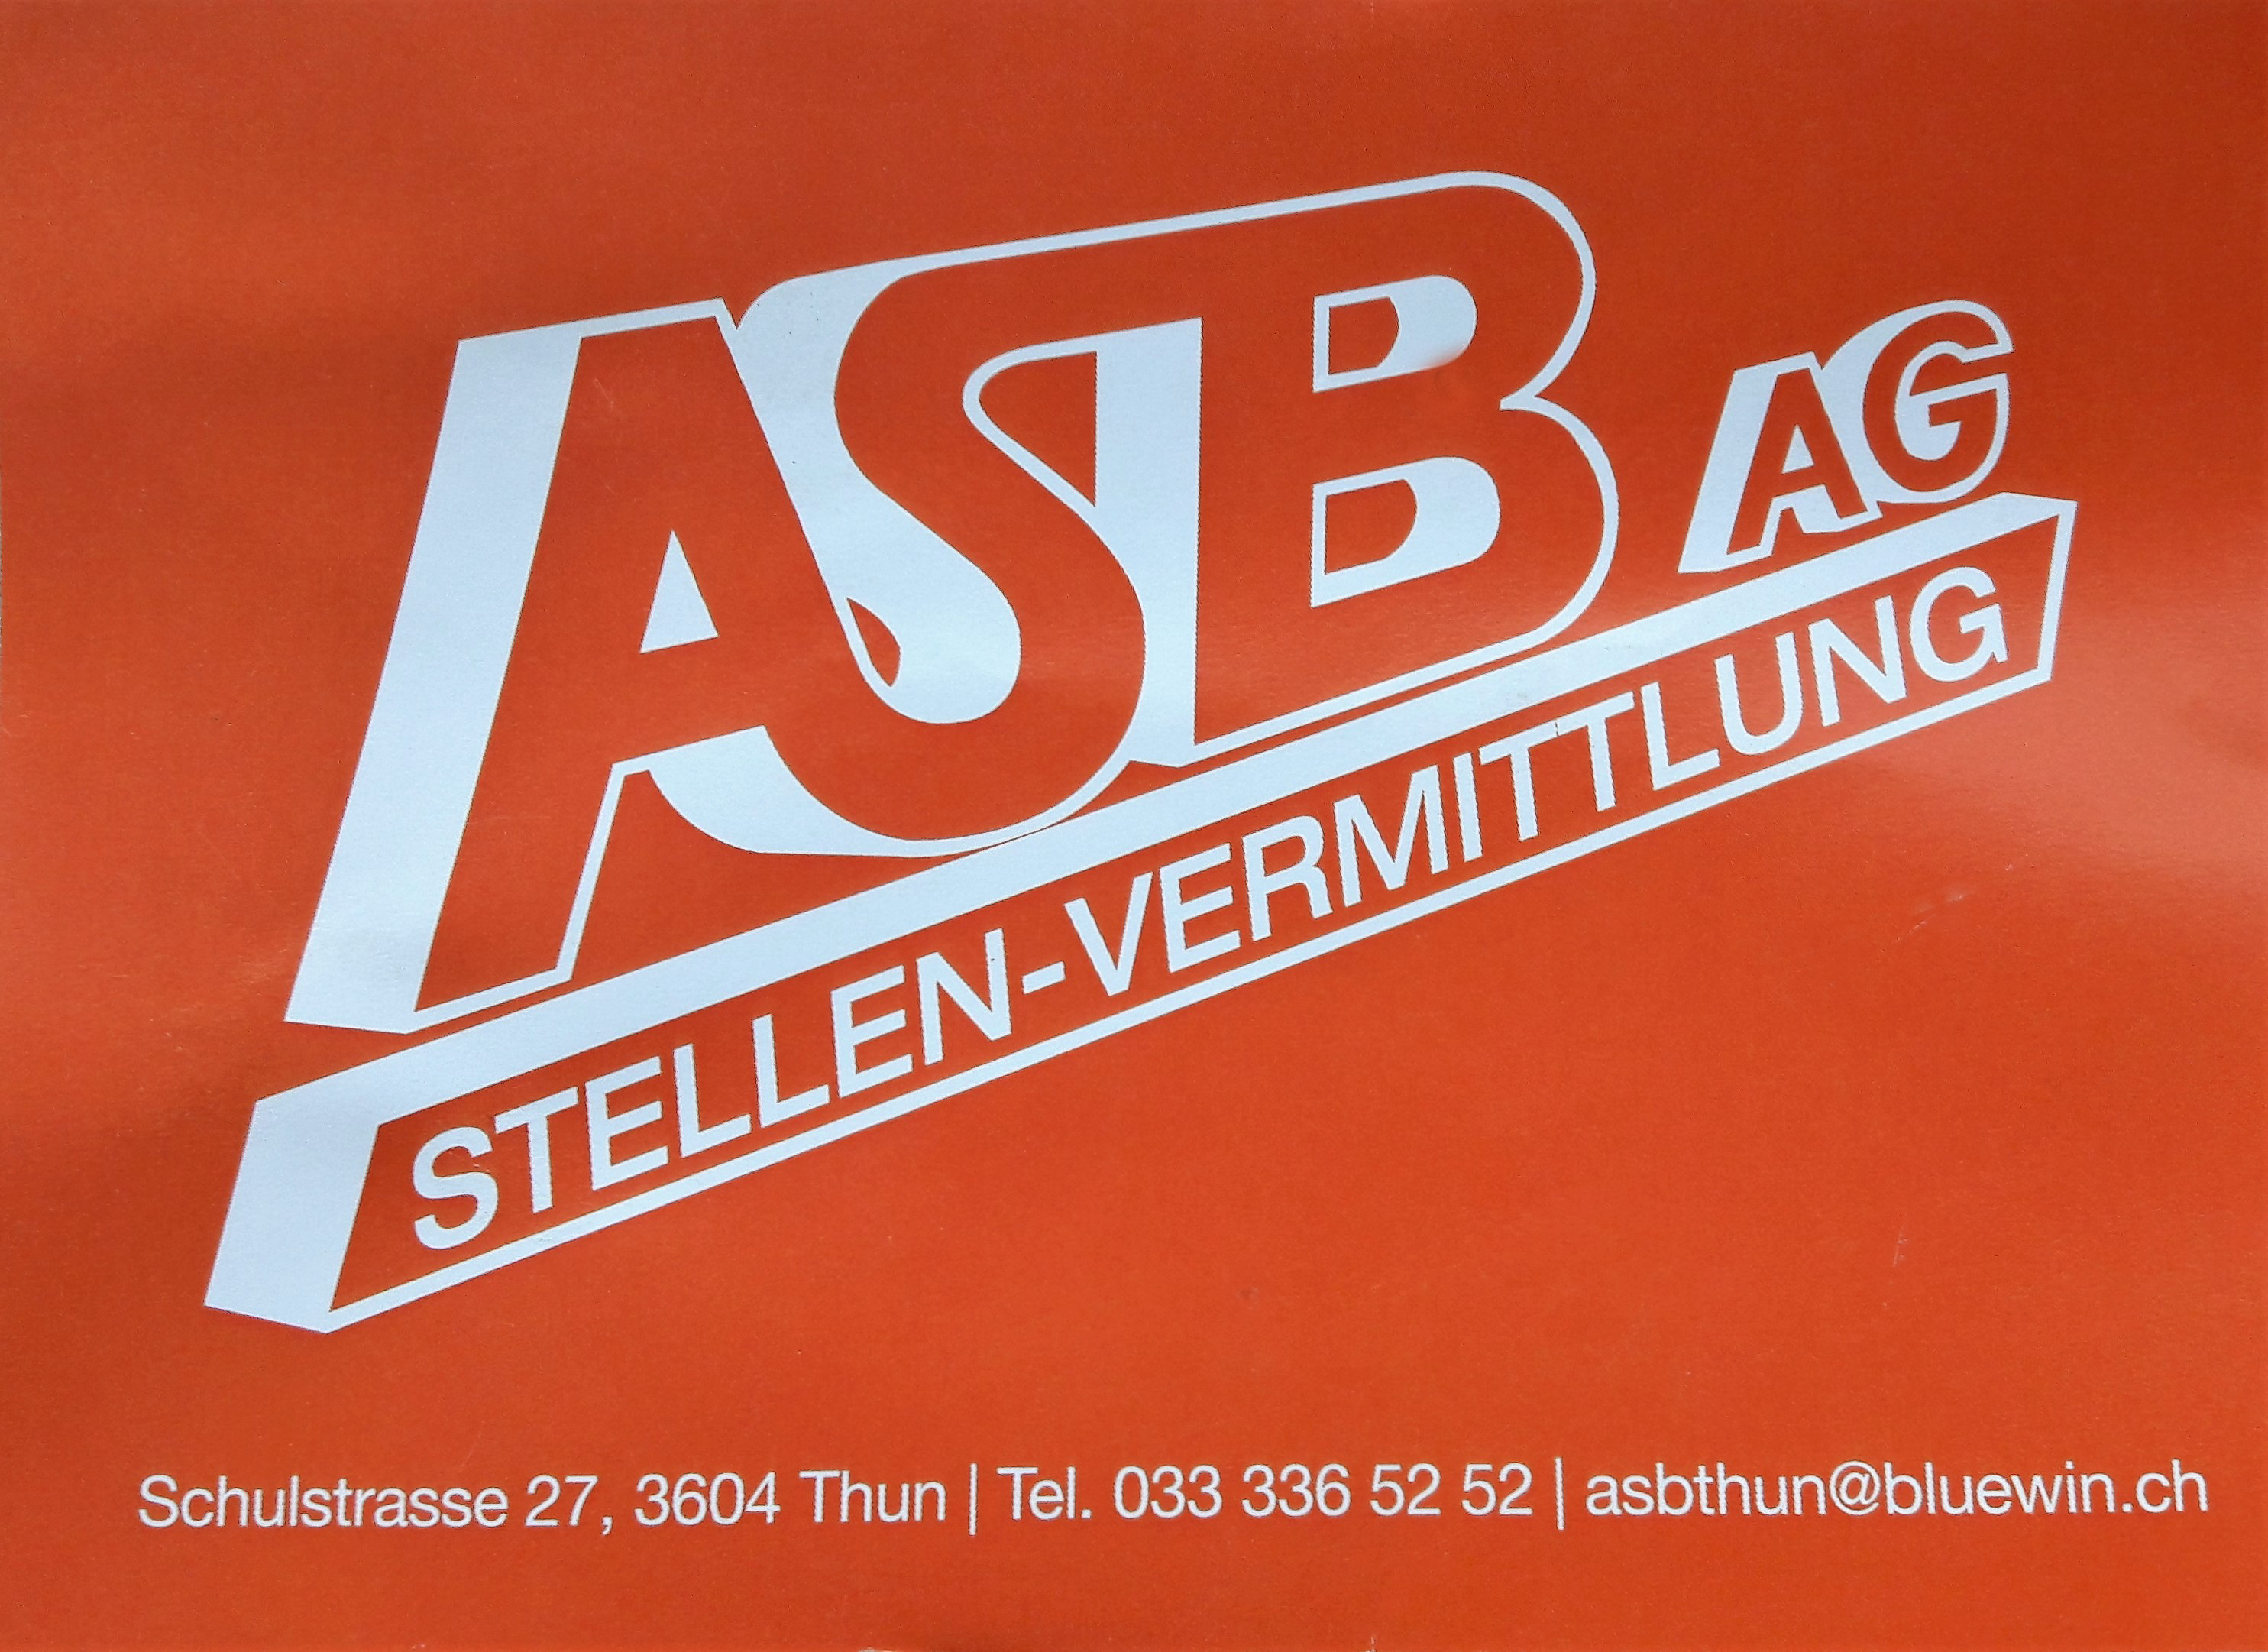 ASB AG
STELLEN-VERMITTLUNG
Schulstrasse 27, 3604 Thun | Tel. 033 336 52 52 | asbthun@bluewin.ch